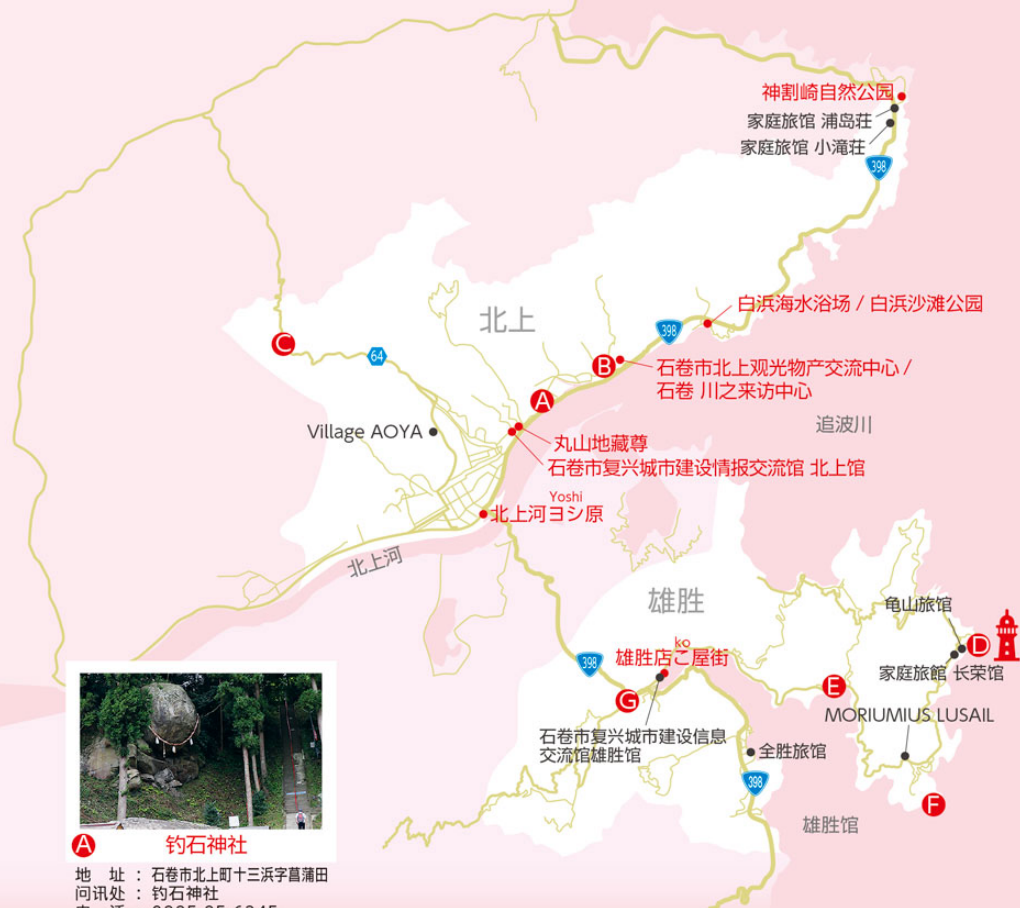 神割崎自然公园
家庭旅馆 浦岛荘
家庭旅馆 小滝荘
398
白浜海水浴场 / 白浜沙滩公园
北上
398
C
64
B
石卷市北上观光物产交流中心 /
石卷 川之来访中心
A
追波川
Village AOYA
丸山地藏尊
石卷市复兴城市建设情报交流馆 北上馆
Yoshi
北上河ヨシ原
北上河
雄胜
龟山旅馆
D
ko
雄胜店こ屋街
398
家庭旅館 长荣馆
E
G
MORIUMIUS LUSAIL
石卷市复兴城市建设信息
交流馆雄胜馆
全胜旅馆
398
F
雄胜馆
A 钓石神社
地 址 : 石卷市北上町十三浜字菖蒲田
问讯处 : 钓石神社